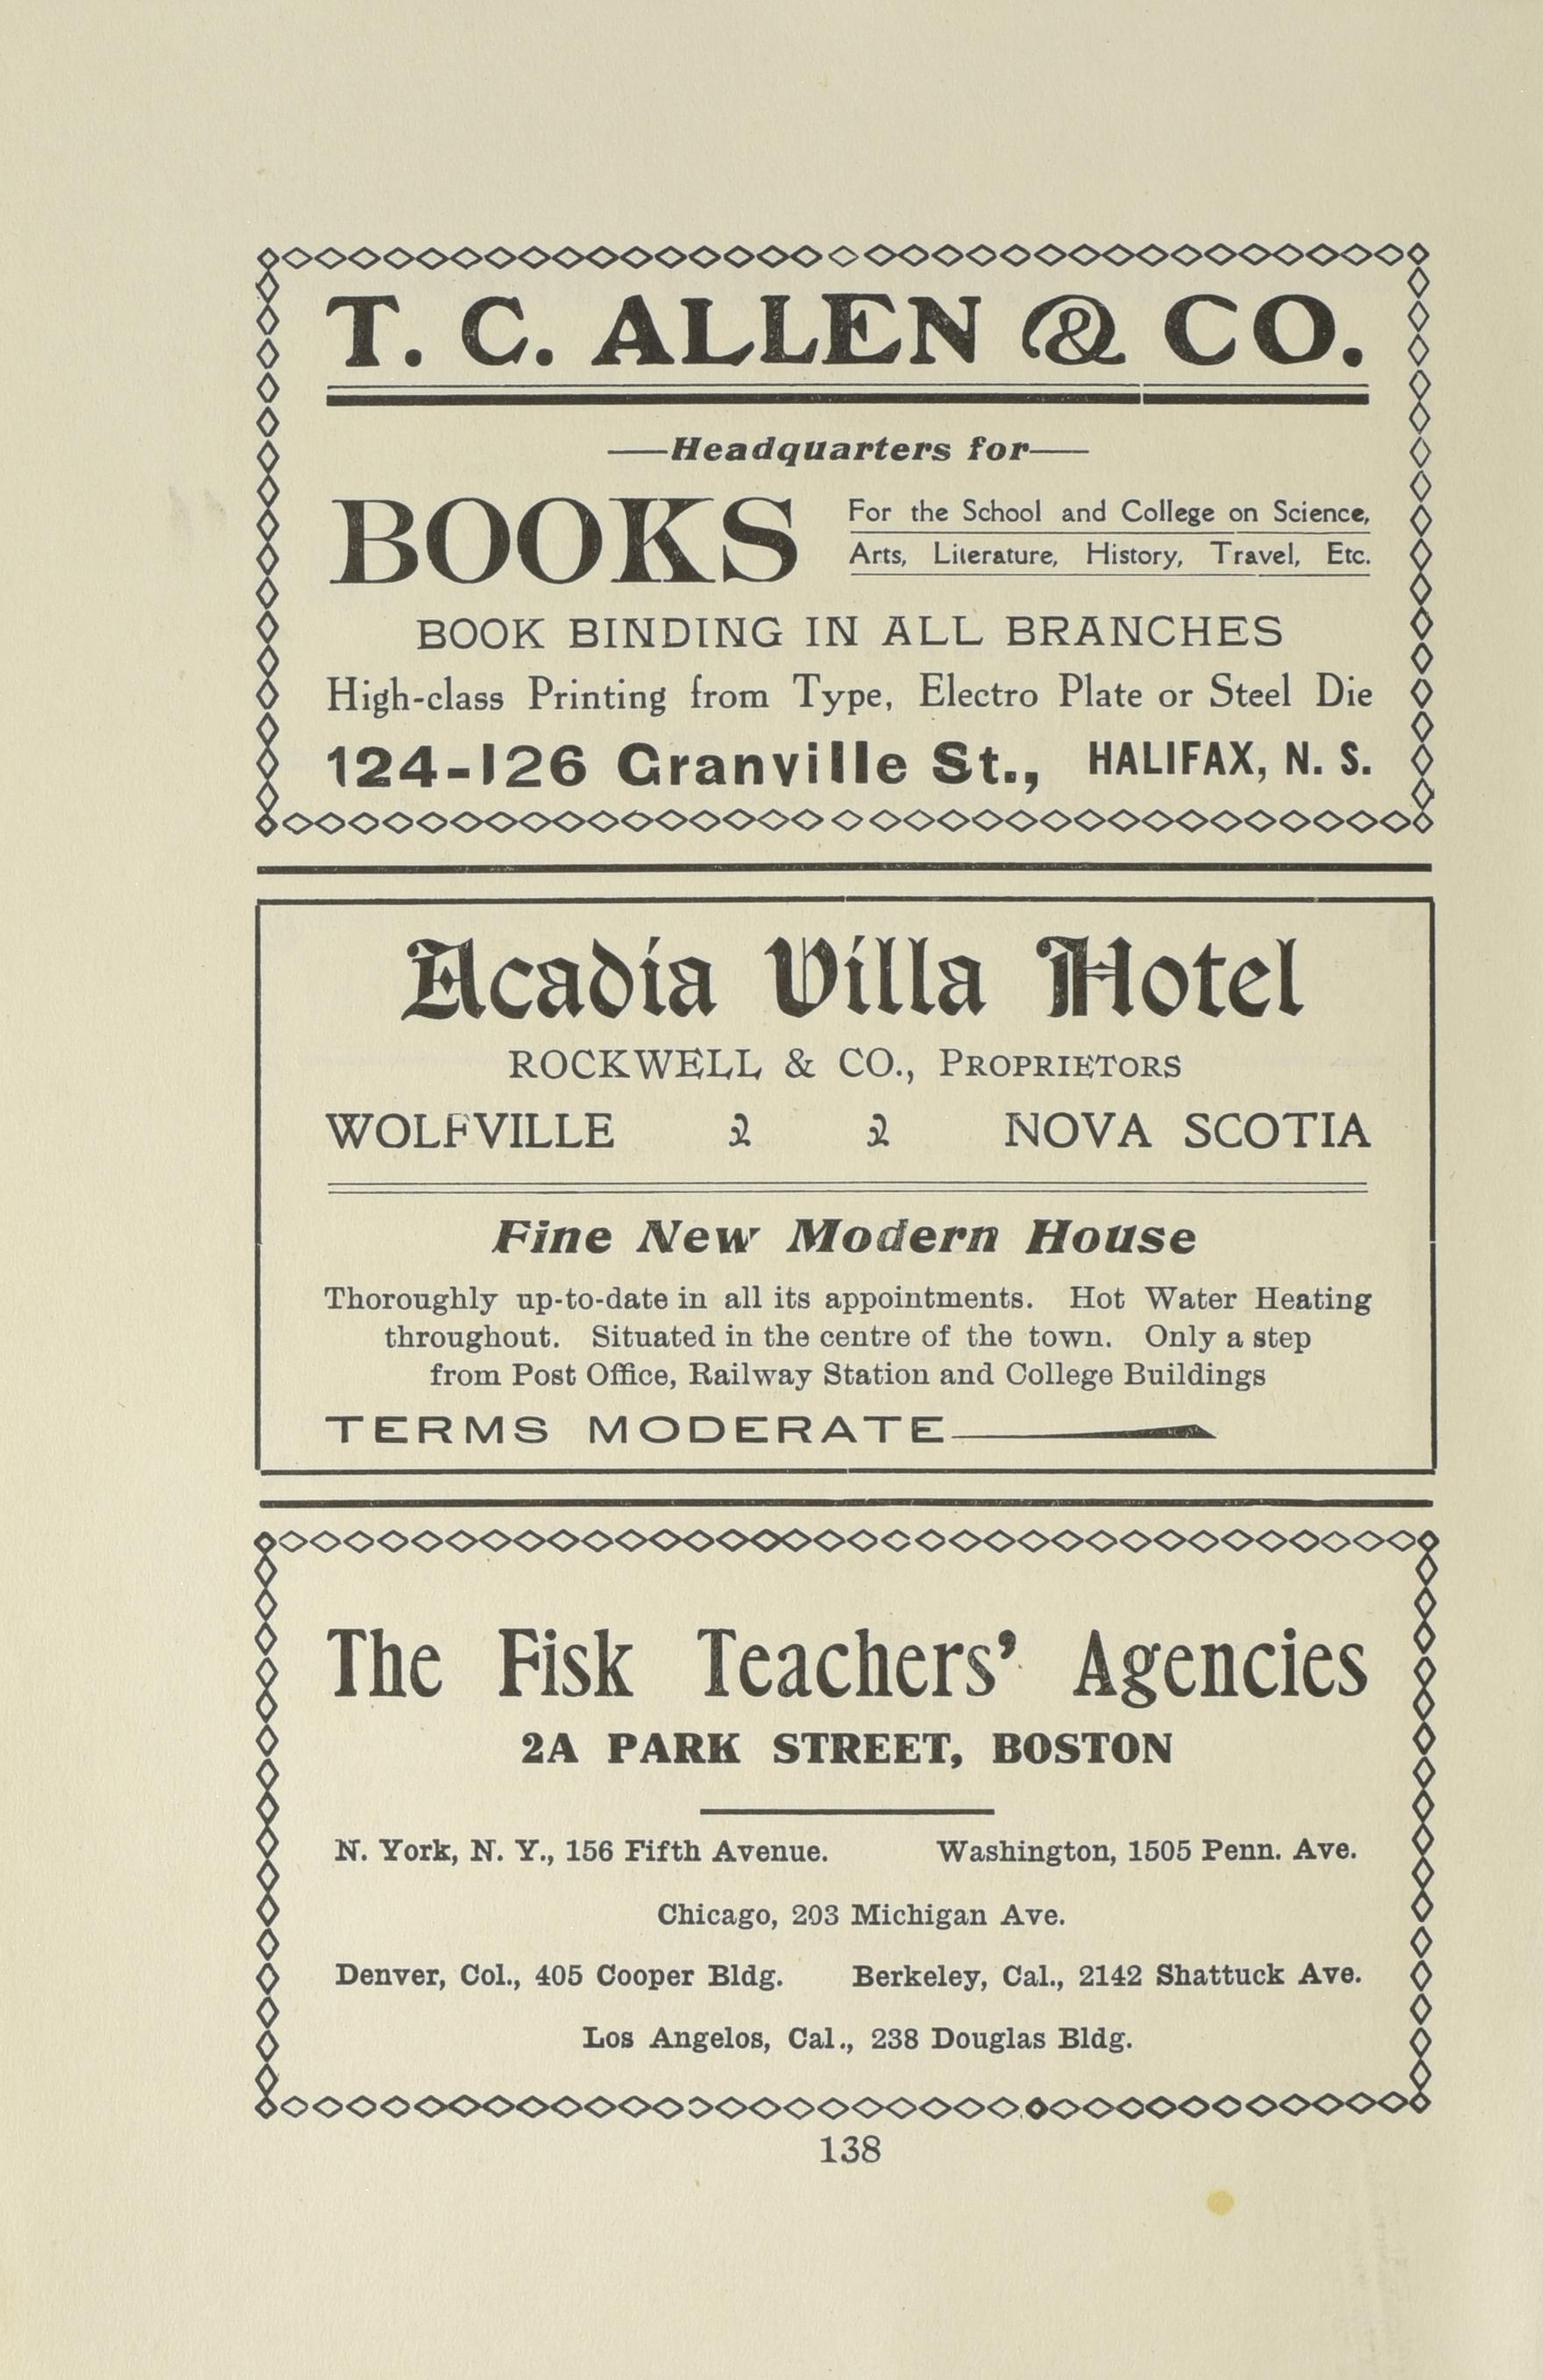 T. C. ALLEN & CO.
—Headquarters for—
BOOKS
For the School and College on Science,
Arts, Literature, History, Travel, Etc.
BOOK BINDING IN ALL BRANCHES
High-class Printing from Type, Electro Plate or Steel Die
124-126 Granville St., HALIFAX, N. S.
Acadia Villa Hotel
ROCKWELL & CO., PROPRIETORS
WOLFVILLE NOVA SCOTIA
Fine New Modern House
Thoroughly up-to-date in all its appointments. Hot Water Heating
throughout. Situated in the centre of the town. Only a step
from Post Office, Railway Station and College Buildings
TERMS MODERATE
The Fisk Teachers' Agencies
2A PARK STREET, BOSTON
N. York, N. Y., 156 Fifth Avenue. Washington, 1505 Penn. Ave.
Chicago, 203 Michigan Ave.
Denver, Col., 405 Cooper Bldg. Berkeley, Cal., 2142 Shattuck Ave.
Los Angelos, Cal., 238 Douglas Bldg.
138